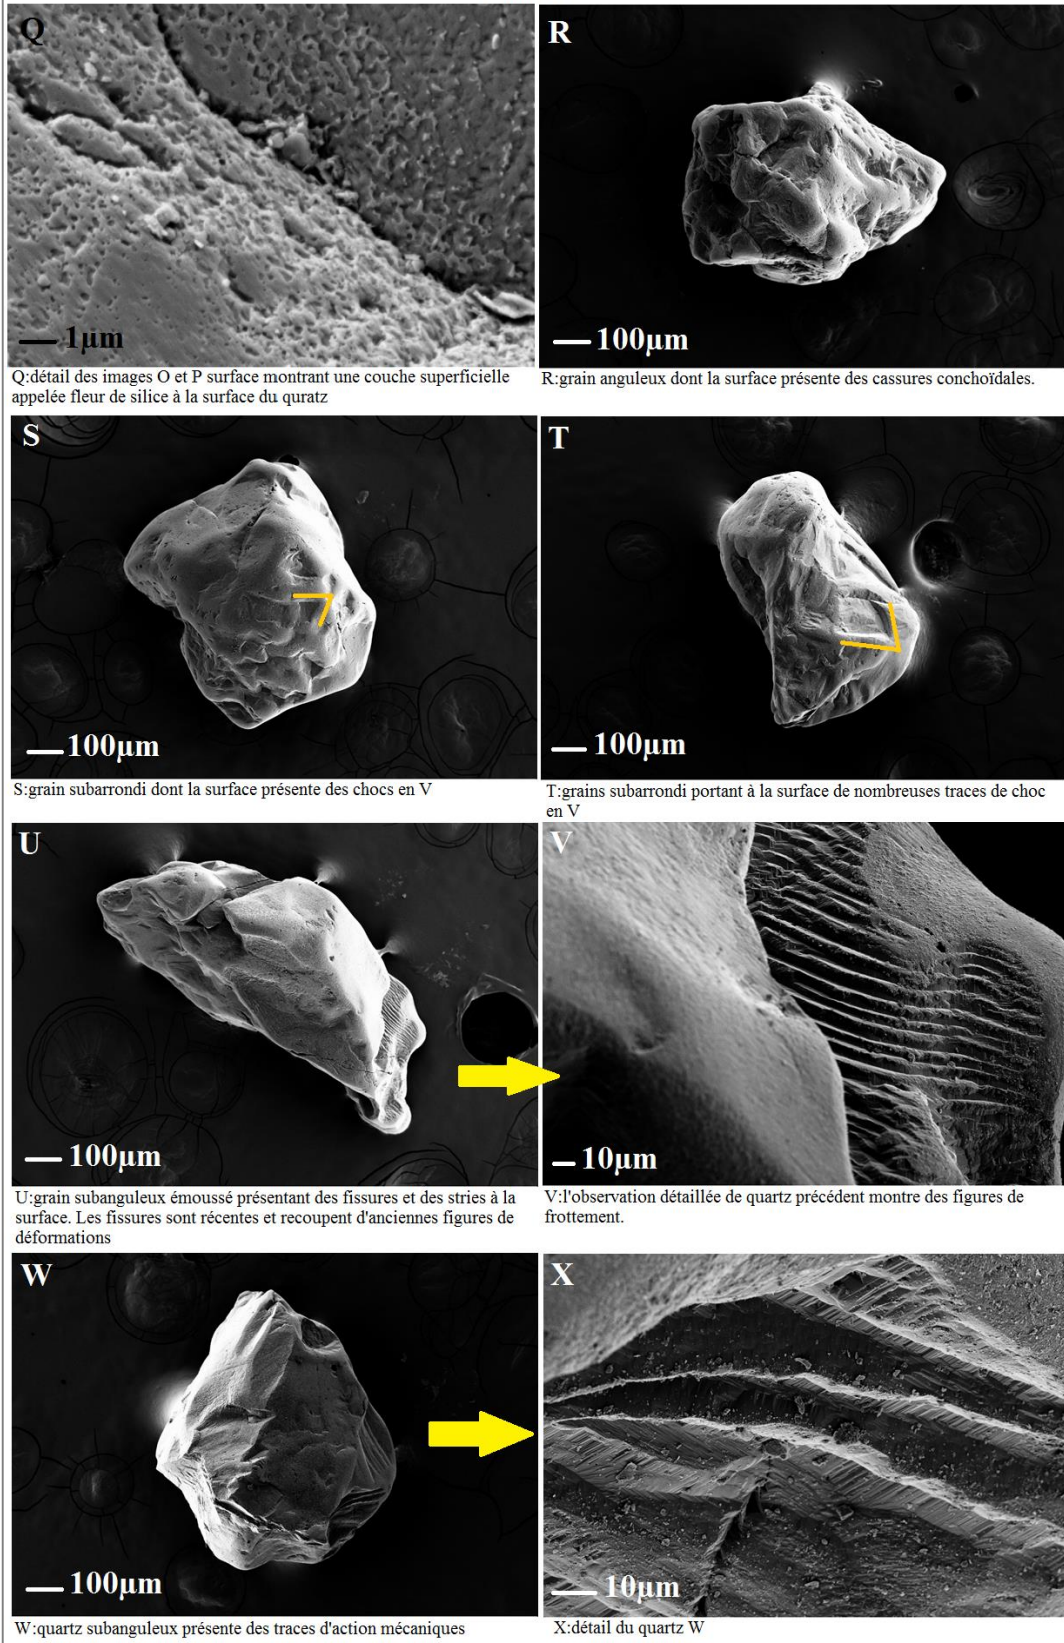 Q
1µm
R
100µm
Q:détail des images O et P surface montrant une couche superficielle
appelée fleur de silice à la surface du quratz
R:grain anguleux dont la surface présente des cassures conchoïdales.
S
100µm
T
100µm
S:grain subarrondi dont la surface présente des chocs en V
T:grains subarrondi portant à la surface de nombreuses traces de choc
en V
U
100µm
V
10µm
U:grain subanguleux émoussé présentant des fissures et des stries à la
surface. Les fissures sont récentes et recoupent d'anciennes figures de
déformations
V:l'observation détaillée de quartz précédent montre des figures de
frottement.
W
100µm
X
10µm
W:quartz subanguleux présente des traces d'action mécaniques
X:détail du quartz W